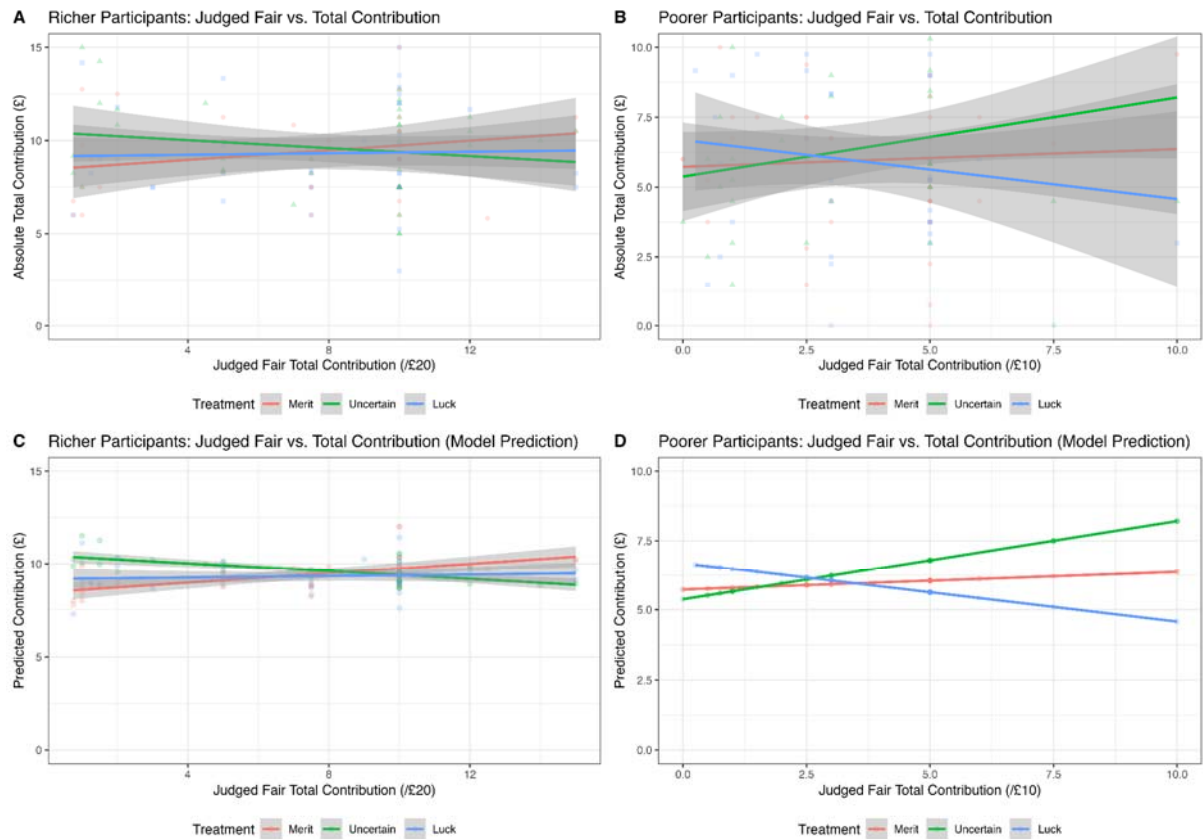 A Richer Participants: Judged Fair vs. Total Contribution
Absolute Total Contribution (£)
15
10
5
0
4 8 12
Judged Fair Total Contribution (/£20)
Treatment Merit Uncertain Luck
B Poorer Participants: Judged Fair vs. Total Contribution
Absolute Total Contribution (£)
10.0
7.5
5.0
2.5
0.0
0.0 2.5 5.0 7.5 10.0
Judged Fair Total Contribution (/£10)
Treatment Merit Uncertain Luck
C Richer Participants: Judged Fair vs. Total Contribution (Model Prediction)
Predicted Contribution (£)
15
10
5
0
4 8 12
Judged Fair Total Contribution (/£20)
Treatment Merit Uncertain Luck
D Poorer Participants: Judged Fair vs. Total Contribution (Model Prediction)
Predicted Contribution (£)
10.0
7.5
5.0
2.5
0.0
0.0 2.5 5.0 7.5 10.0
Judged Fair Total Contribution (/£10)
Treatment Merit Uncertain Luck